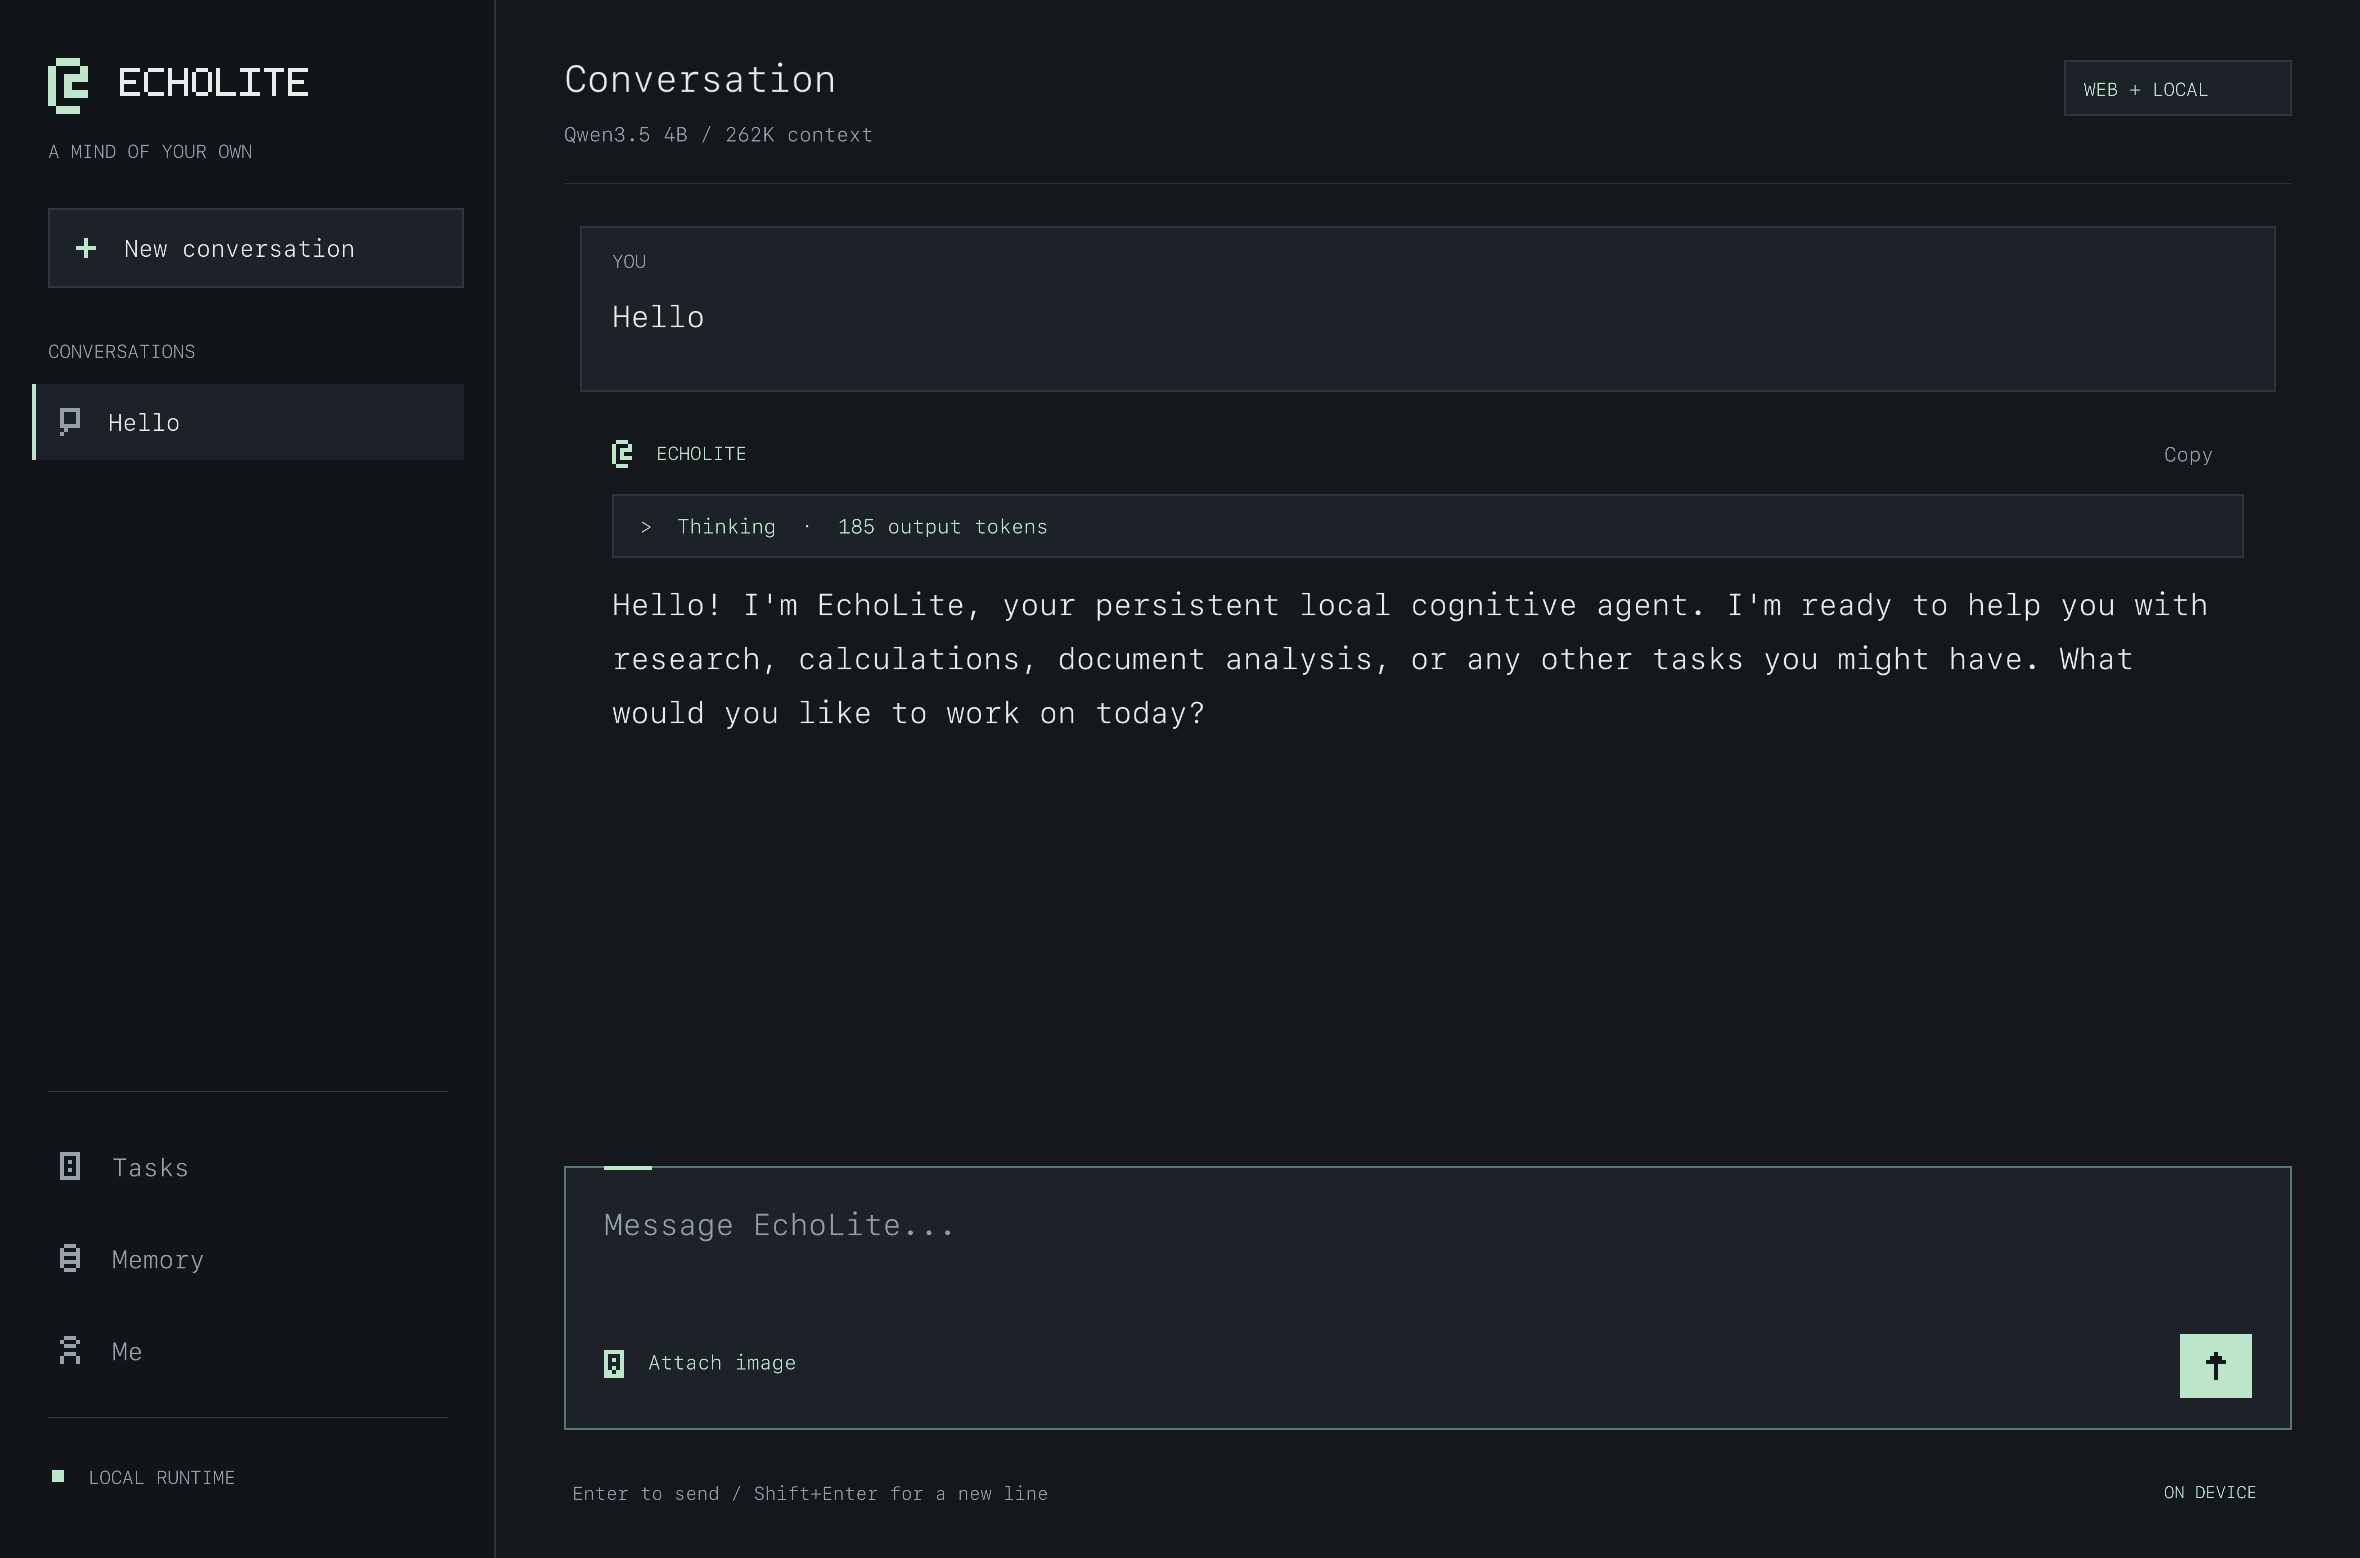 ECHOLITE
A MIND OF YOUR OWN
+ New conversation
CONVERSATIONS
Hello
Tasks
Memory
Me
LOCAL RUNTIME
Conversation
Qwen3.5 4B / 262K context
WEB + LOCAL
YOU
Hello
ECHOLITE
Copy
> Thinking · 185 output tokens
Hello! I'm EchoLite, your persistent local cognitive agent. I'm ready to help you with
research, calculations, document analysis, or any other tasks you might have. What
would you like to work on today?
Message EchoLite...
Attach image
Enter to send / Shift+Enter for a new line
ON DEVICE